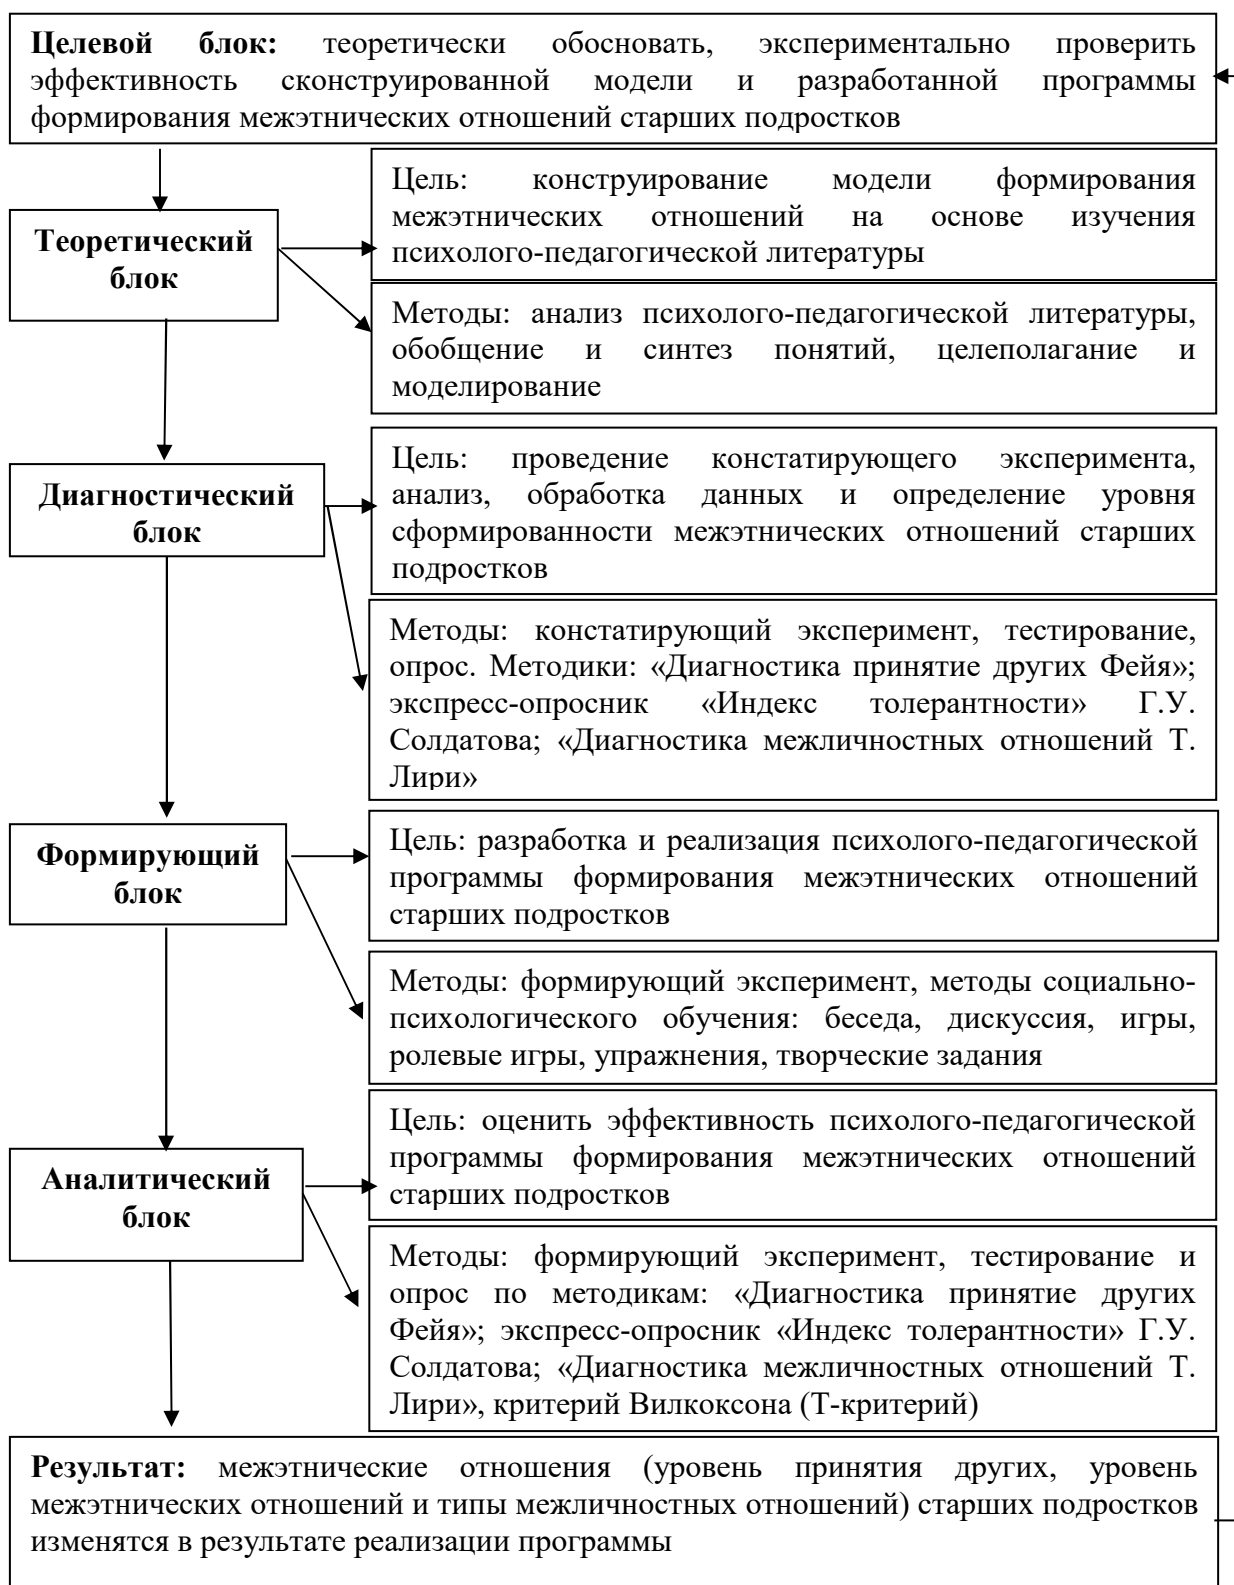 Целевой блок: теоретически обосновать, экспериментально проверить
эффективность сконструированной модели и разработанной программы
формирования межэтнических отношений старших подростков
Теоретический
блок
Цель: конструирование модели формирования
межэтнических отношений на основе изучения
психолого-педагогической литературы
Методы: анализ психолого-педагогической литературы,
обобщение и синтез понятий, целеполагание и
моделирование
Диагностический
блок
Цель: проведение констатирующего эксперимента,
анализ, обработка данных и определение уровня
сформированности межэтнических отношений старших
подростков
Методы: констатирующий эксперимент, тестирование,
опрос. Методики: «Диагностика принятие других Фейя»;
экспресс-опросник «Индекс толерантности» Г.У.
Солдатова; «Диагностика межличностных отношений Т.
Лири»
Формирующий
блок
Цель: разработка и реализация психолого-педагогической
программы формирования межэтнических отношений
старших подростков
Методы: формирующий эксперимент, методы социально-
психологического обучения: беседа, дискуссия, игры,
ролевые игры, упражнения, творческие задания
Аналитический
блок
Цель: оценить эффективность психолого-педагогической
программы формирования межэтнических отношений
старших подростков
Методы: формирующий эксперимент, тестирование и
опрос по методикам: «Диагностика принятие других
Фейя»; экспресс-опросник «Индекс толерантности» Г.У.
Солдатова; «Диагностика межличностных отношений Т.
Лири», критерий Вилкоксона (Т-критерий)
Результат: межэтнические отношения (уровень принятия других, уровень
межэтнических отношений и типы межличностных отношений) старших подростков
изменятся в результате реализации программы